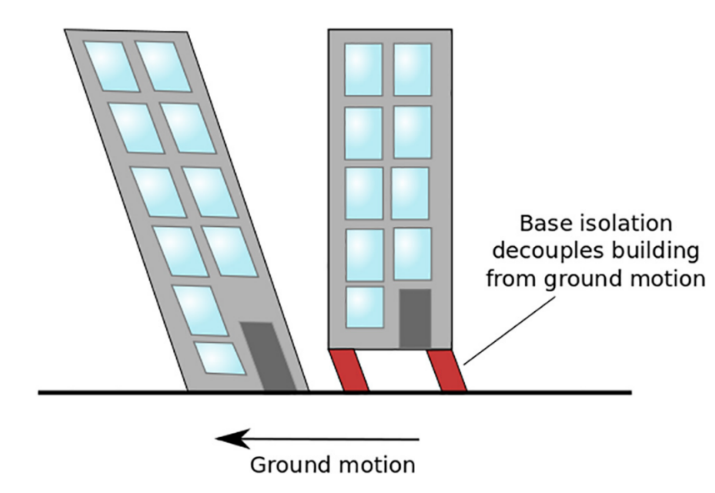 Base isolation
decouples building
from ground motion
Ground motion